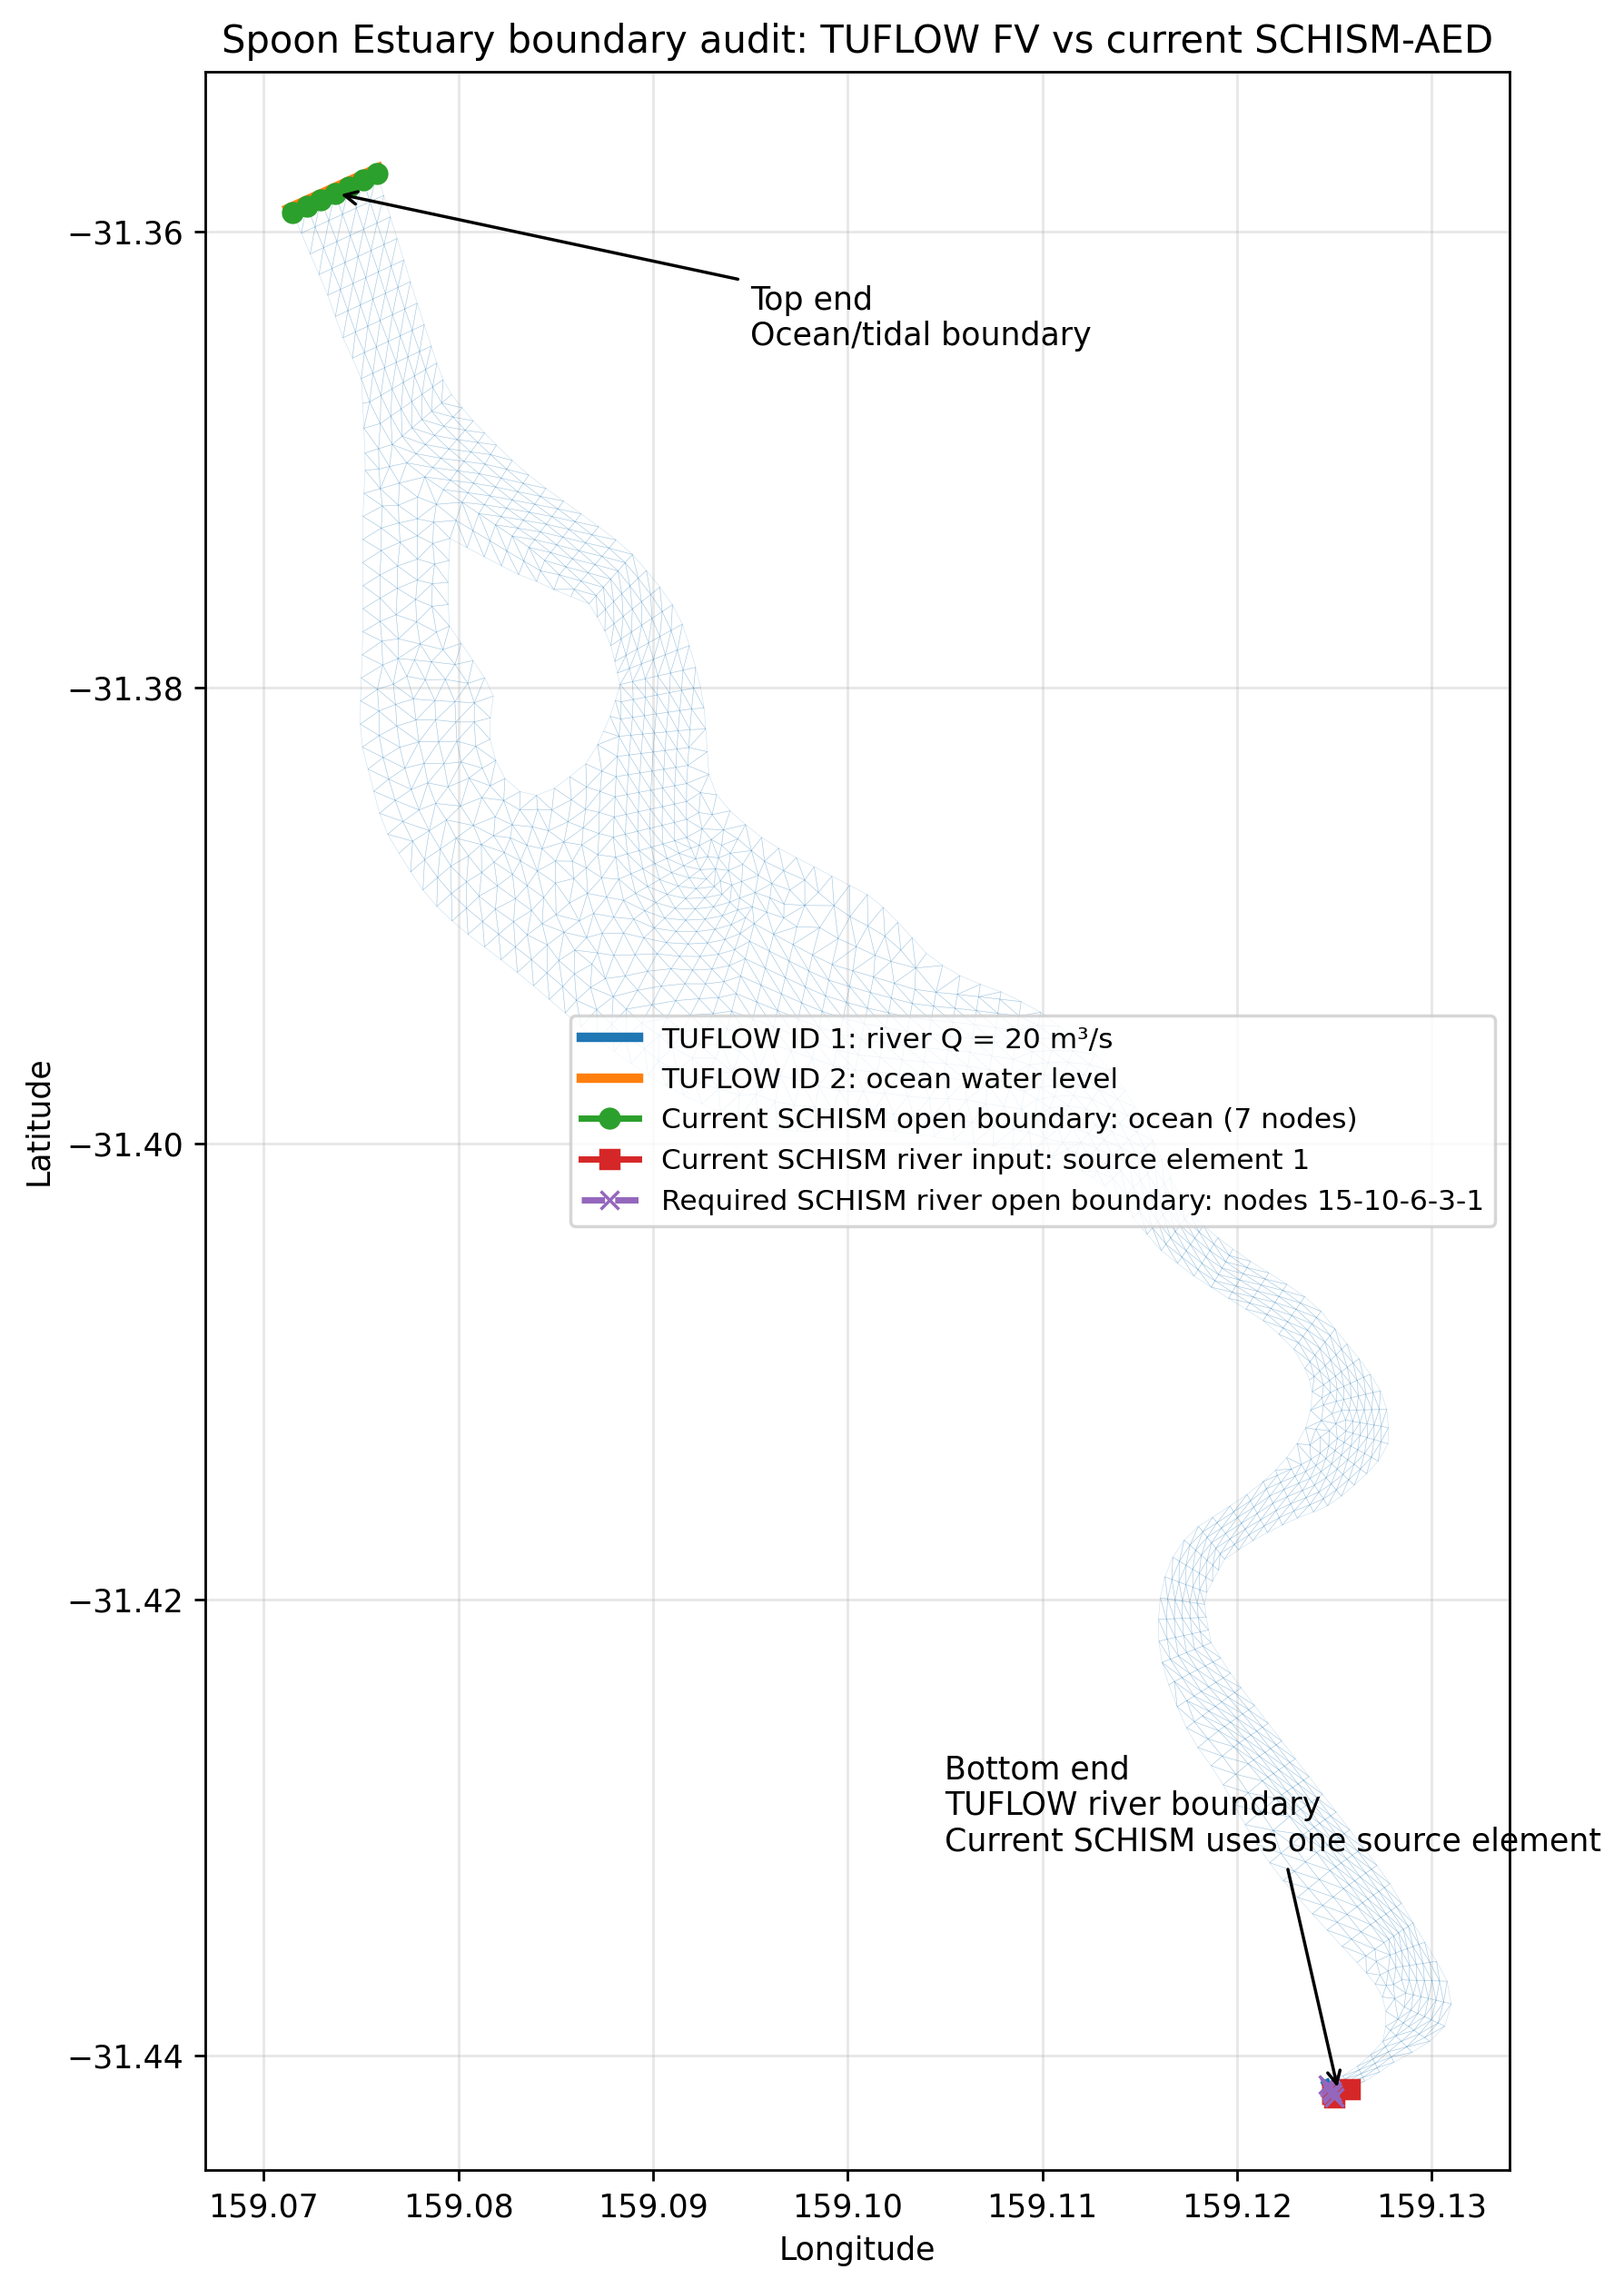 Spoon Estuary boundary audit: TUFLOW FV vs current SCHISM-AED
−31.36
Top end
Ocean/tidal boundary
−31.38
TUFLOW ID 1: river Q = 20 m³/s
TUFLOW ID 2: ocean water level
Current SCHISM open boundary: ocean (7 nodes)
Current SCHISM river input: source element 1
Required SCHISM river open boundary: nodes 15-10-6-3-1
Latitude
−31.40
−31.42
Bottom end
TUFLOW river boundary
Current SCHISM uses one source element
−31.44
159.07 159.08 159.09 159.10 159.11 159.12 159.13
Longitude